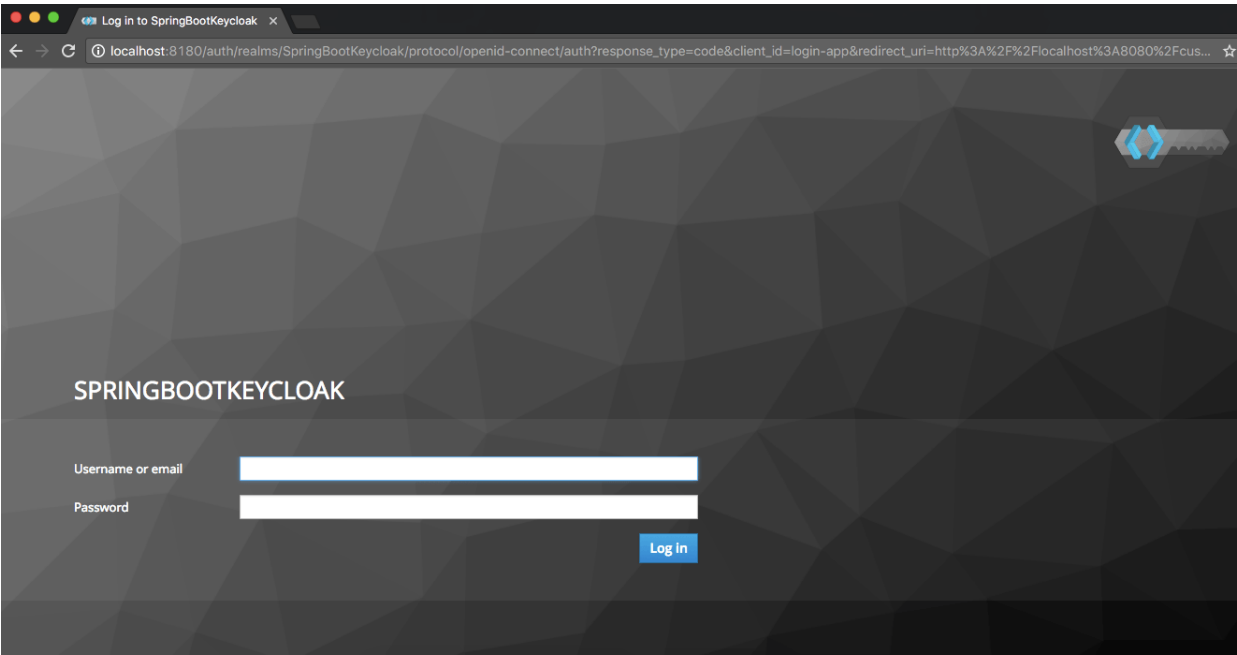 Log in to SpringBootKeycloak
localhost:8180/auth/realms/SpringBootKeycloak/protocol/openid-connect/auth?response_type=code&client_id=login-app&redirect_uri=http%3A%2F%2Flocalhost%3A8080%2Fcus...
SPRINGBOOTKEYCLOAK
Username or email
Password
Log in